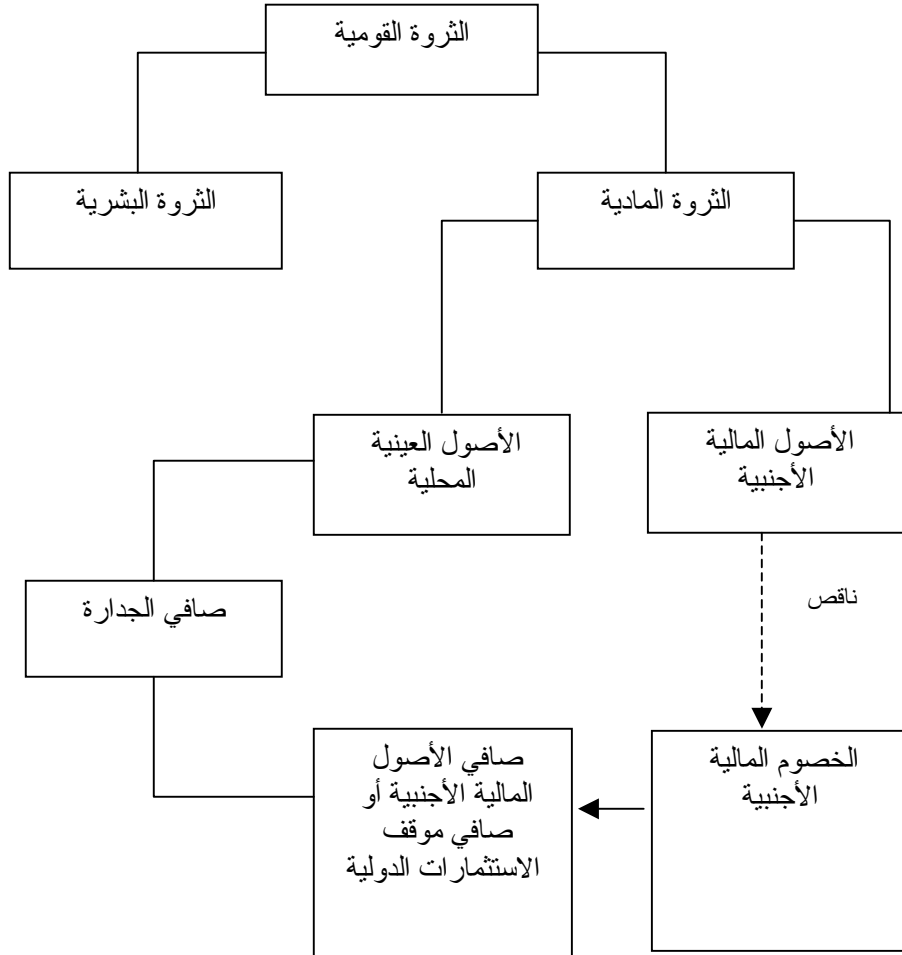 الثروة القومية
الثروة المادية
الثروة البشرية
الأصول المالية
الأجنبية
الأصول العينية
المحلية
ناقص
صافي الجدارة
الخصوم المالية
الأجنبية
صافي الأصول
المالية الأجنبية أو
صافي موقف
الاستثمارات الدولية